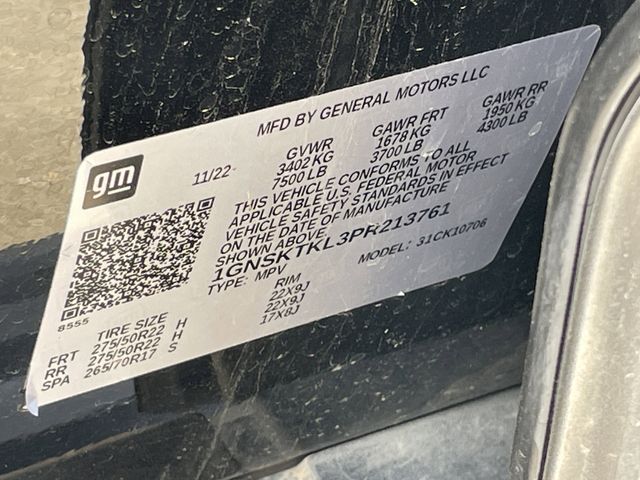 gm
MFD BY GENERAL MOTORS LLC
11/22
GVWR GAWR FRT GAWR RR
3402 KG 1678 KG 1950 KG
7500 LB 3700 LB 4300 LB
THIS VEHICLE CONFORMS TO ALL
APPLICABLE U.S. FEDERAL MOTOR
VEHICLE SAFETY STANDARDS IN EFFECT
ON THE DATE OF MANUFACTURE
SHOWN ABOVE.
1GNSKTKL3PR213761
TYPE: MPV MODEL: 31CK10706
8555
TIRE SIZE RIM
FRT 275/50R22 H 22X9J
RR 275/50R22 H 22X9J
SPA 265/70R17 S 17X8J